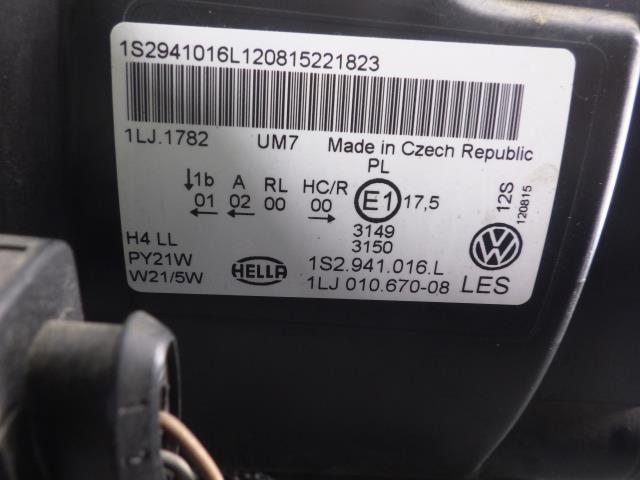 1S2941016L120815221823
1LJ.1782 UM7 Made in Czech Republic
PL
↓1b A RL HC/R
01 02 00 00 E1 17,5
← ← →
12S
120815
3149
3150
H4 LL
PY21W
W21/5W
HELLA
1S2.941.016.L
1LJ 010.670-08
VW
LES